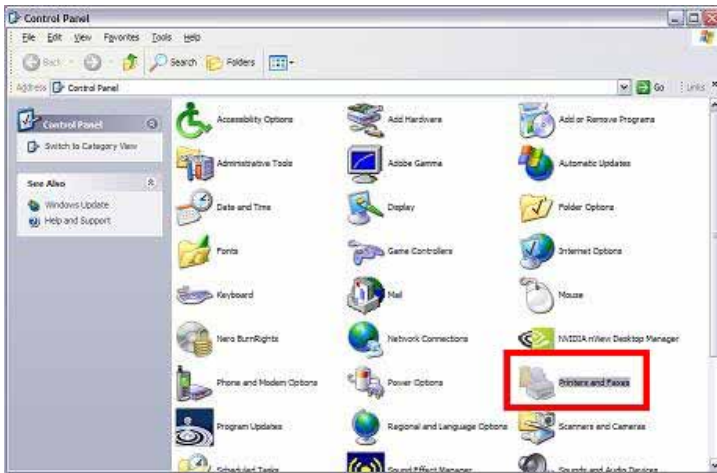 Control Panel
File Edit View Favorites Tools Help
Back Search Folders
Address Control Panel Go Links
Control Panel
Switch to Category View
See Also
Windows Update
Help and Support
Accessibility Options Add Hardware Add or Remove Programs
Administrative Tools Adobe Gamma Automatic Updates
Date and Time Display Folder Options
Fonts Game Controllers Internet Options
Keyboard Mail Mouse
Nero BurnRights Network Connections NVIDIA nView Desktop Manager
Phone and Modem Options Power Options Printers and Faxes
Program Updates Regional and Language Options Scanners and Cameras
Scheduled Tasks Sound Effect Manager Sounds and Audio Devices